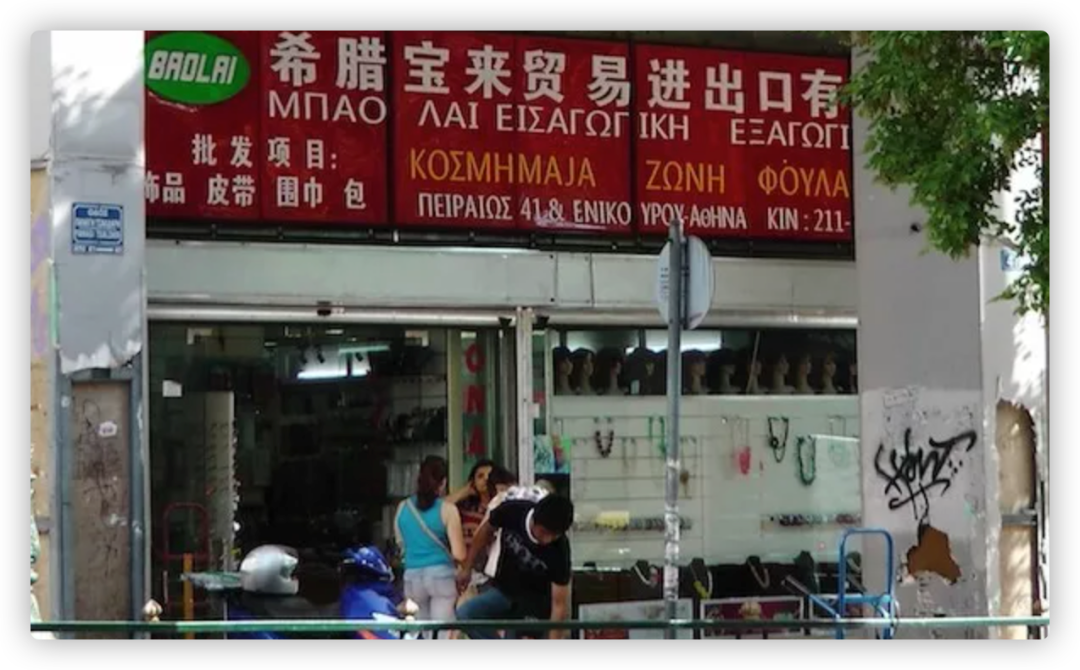 BAOLAI
希腊宝来贸易进出口有
ΜΠΑΟ ΛΑΙ ΕΙΣΑΓΩΓΙΚΗ ΕΞΑΓΩΓΙ
批发项目:
饰品 皮带 围巾 包
ΚΟΣΜΗΜΑJΑ ΖΩΝΗ ΦΟΥΛΑ
ΠΕΙΡΑΙΩΣ 41 & ΕΝΙΚΟ ΥΡΟΥ-ΑθΗΝΑ ΚΙΝ : 211-
ΟΔΟΣ